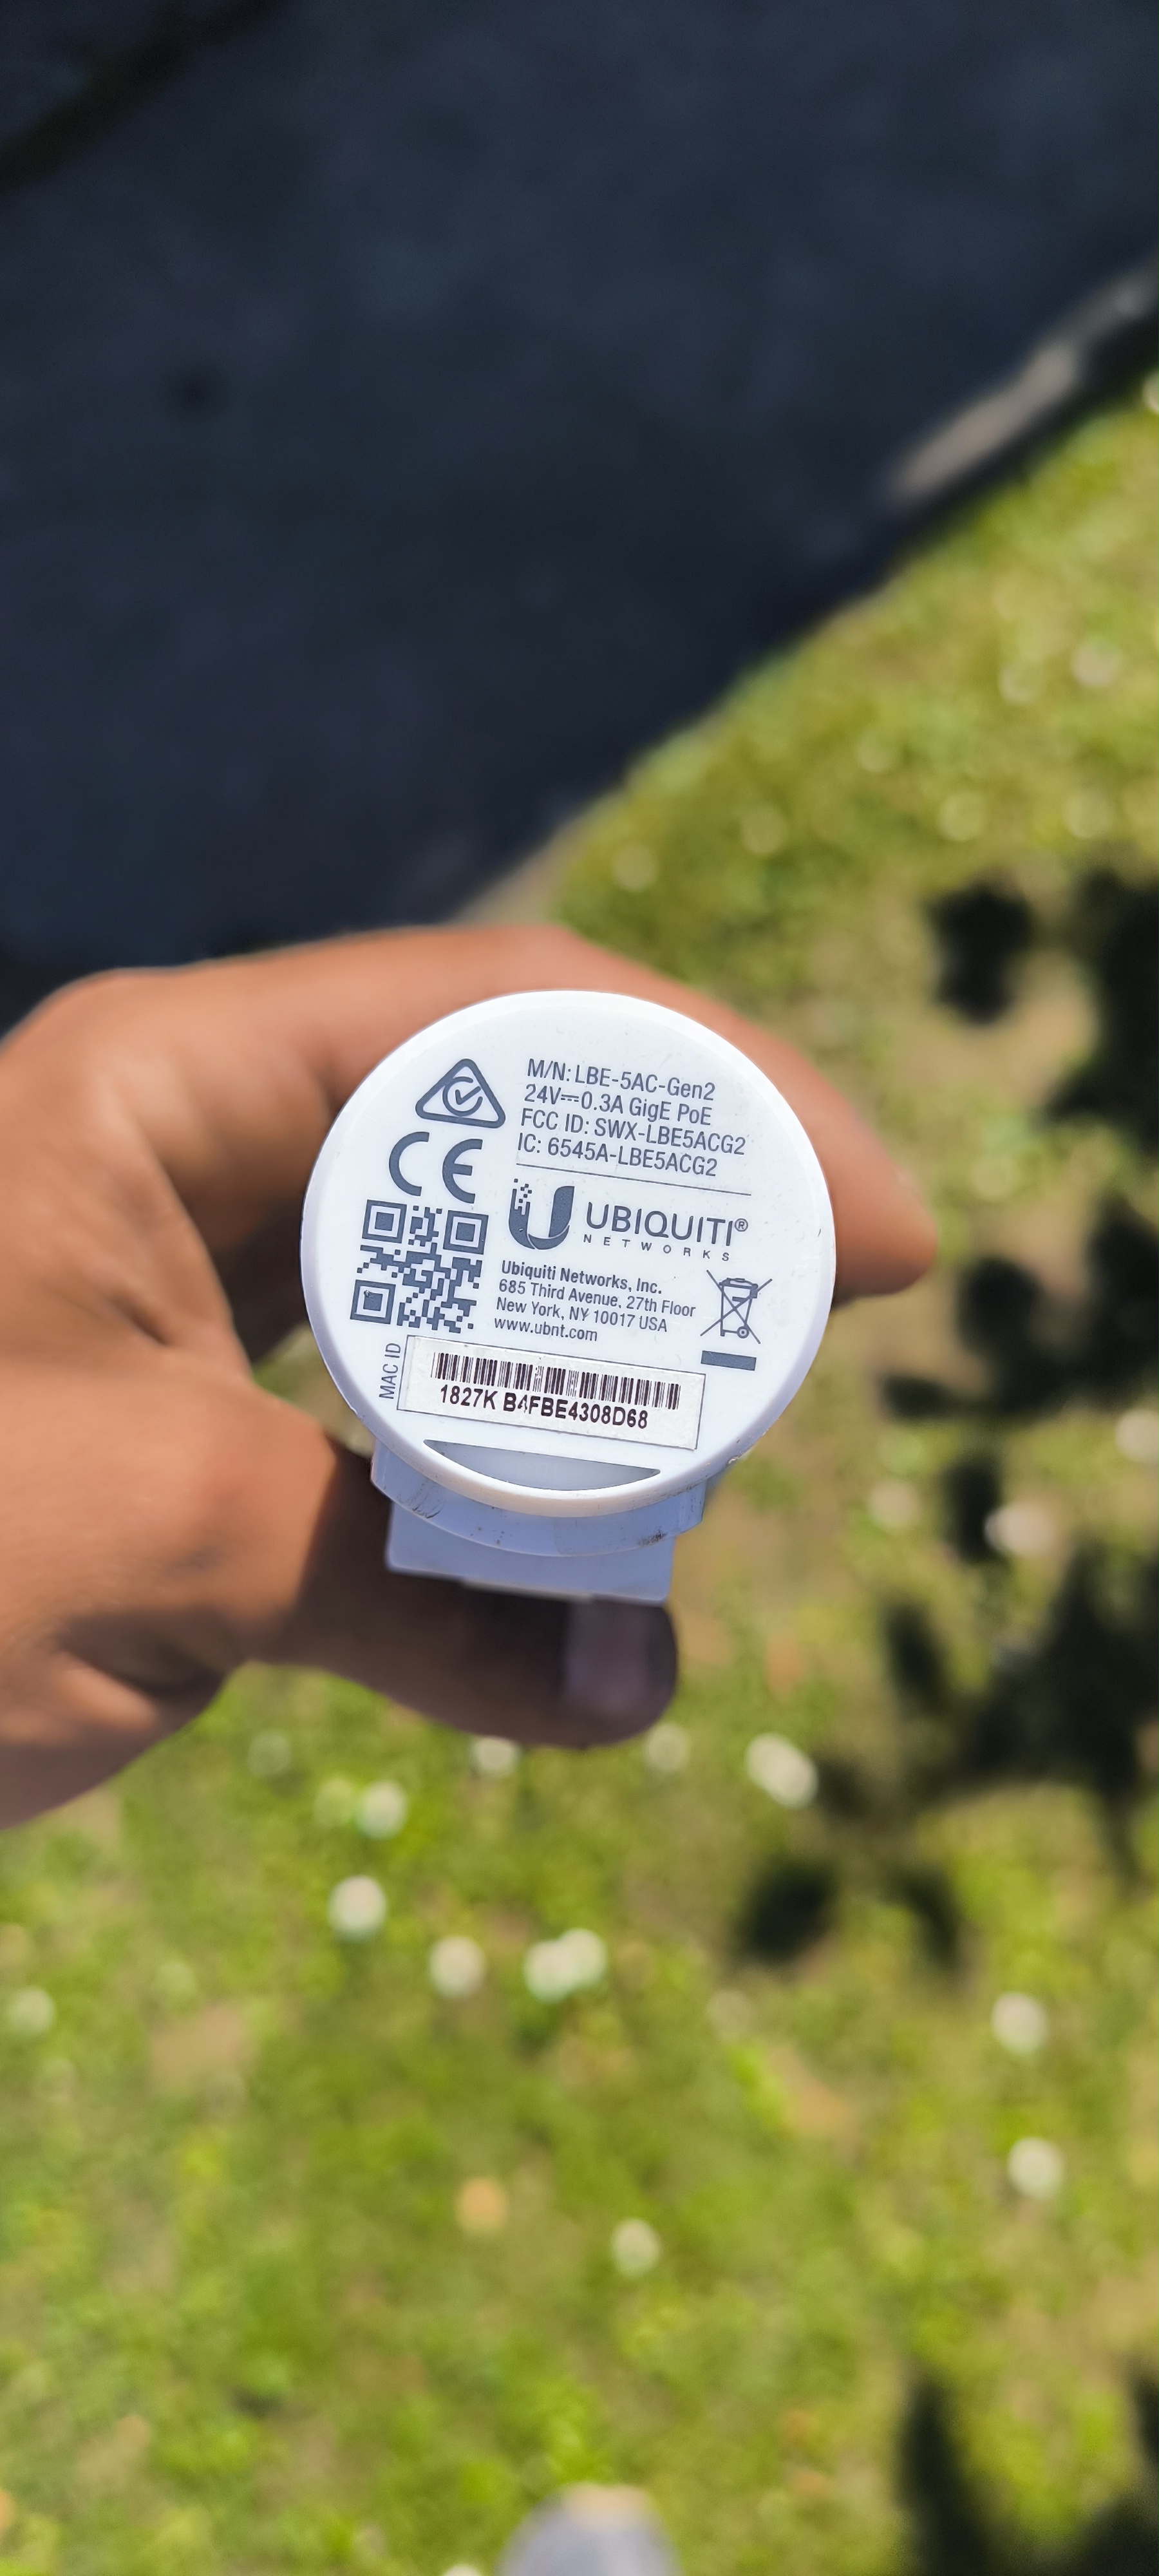 M/N: LBE-5AC-Gen2
24V⎓0.3A GigE PoE
FCC ID: SWX-LBE5ACG2
IC: 6545A-LBE5ACG2
CE
UBIQUITI®
NETWORKS
Ubiquiti Networks, Inc.
685 Third Avenue, 27th Floor
New York, NY 10017 USA
www.ubnt.com
MAC ID
1827K B4FBE4308D68